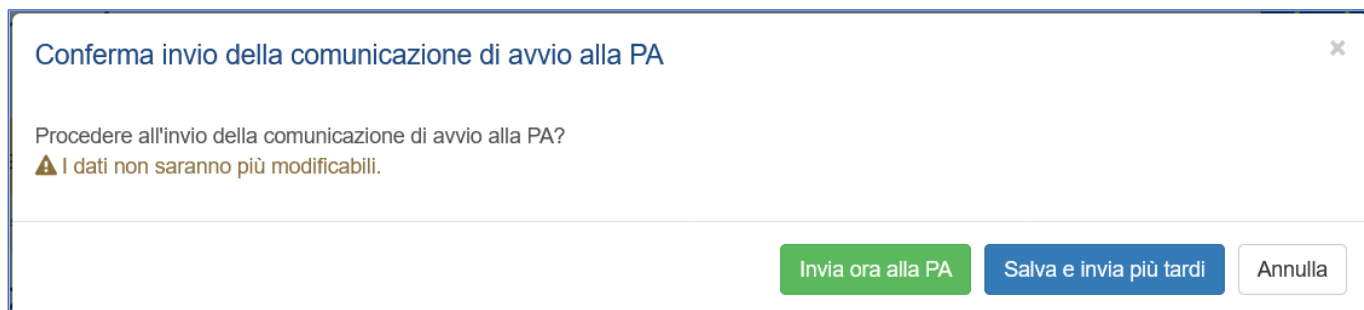 Conferma invio della comunicazione di avvio alla PA
×
Procedere all'invio della comunicazione di avvio alla PA?
I dati non saranno più modificabili.
Invia ora alla PA
Salva e invia più tardi
Annulla